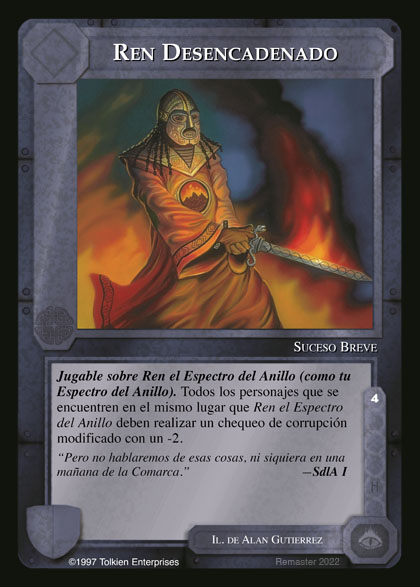 Ren Desencadenado
Suceso Breve
Jugable sobre Ren el Espectro del Anillo (como tu
Espectro del Anillo). Todos los personajes que se
encuentren en el mismo lugar que Ren el Espectro
del Anillo deben realizar un chequeo de corrupción
modificado con un -2.
“Pero no hablaremos de esas cosas, ni siquiera en una
mañana de la Comarca.” –SdlA I
4
H
Il. de Alan Gutierrez
©1997 Tolkien Enterprises
Remaster 2022